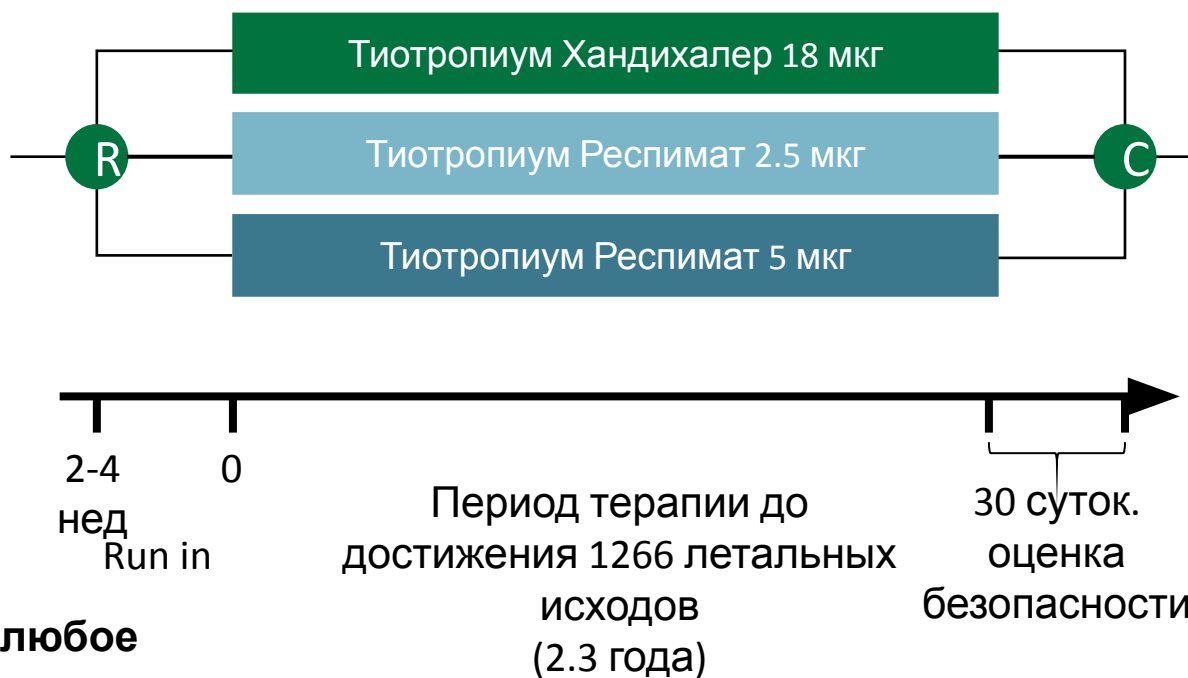 Тиотропиум Хандихалер 18 мкг
R
Тиотропиум Респимат 2.5 мкг
C
Тиотропиум Респимат 5 мкг
2-4
нед
0
Run in
Период терапии до
достижения 1266 летальных
исходов
(2.3 года)
30 суток.
оценка
безопасности
любое